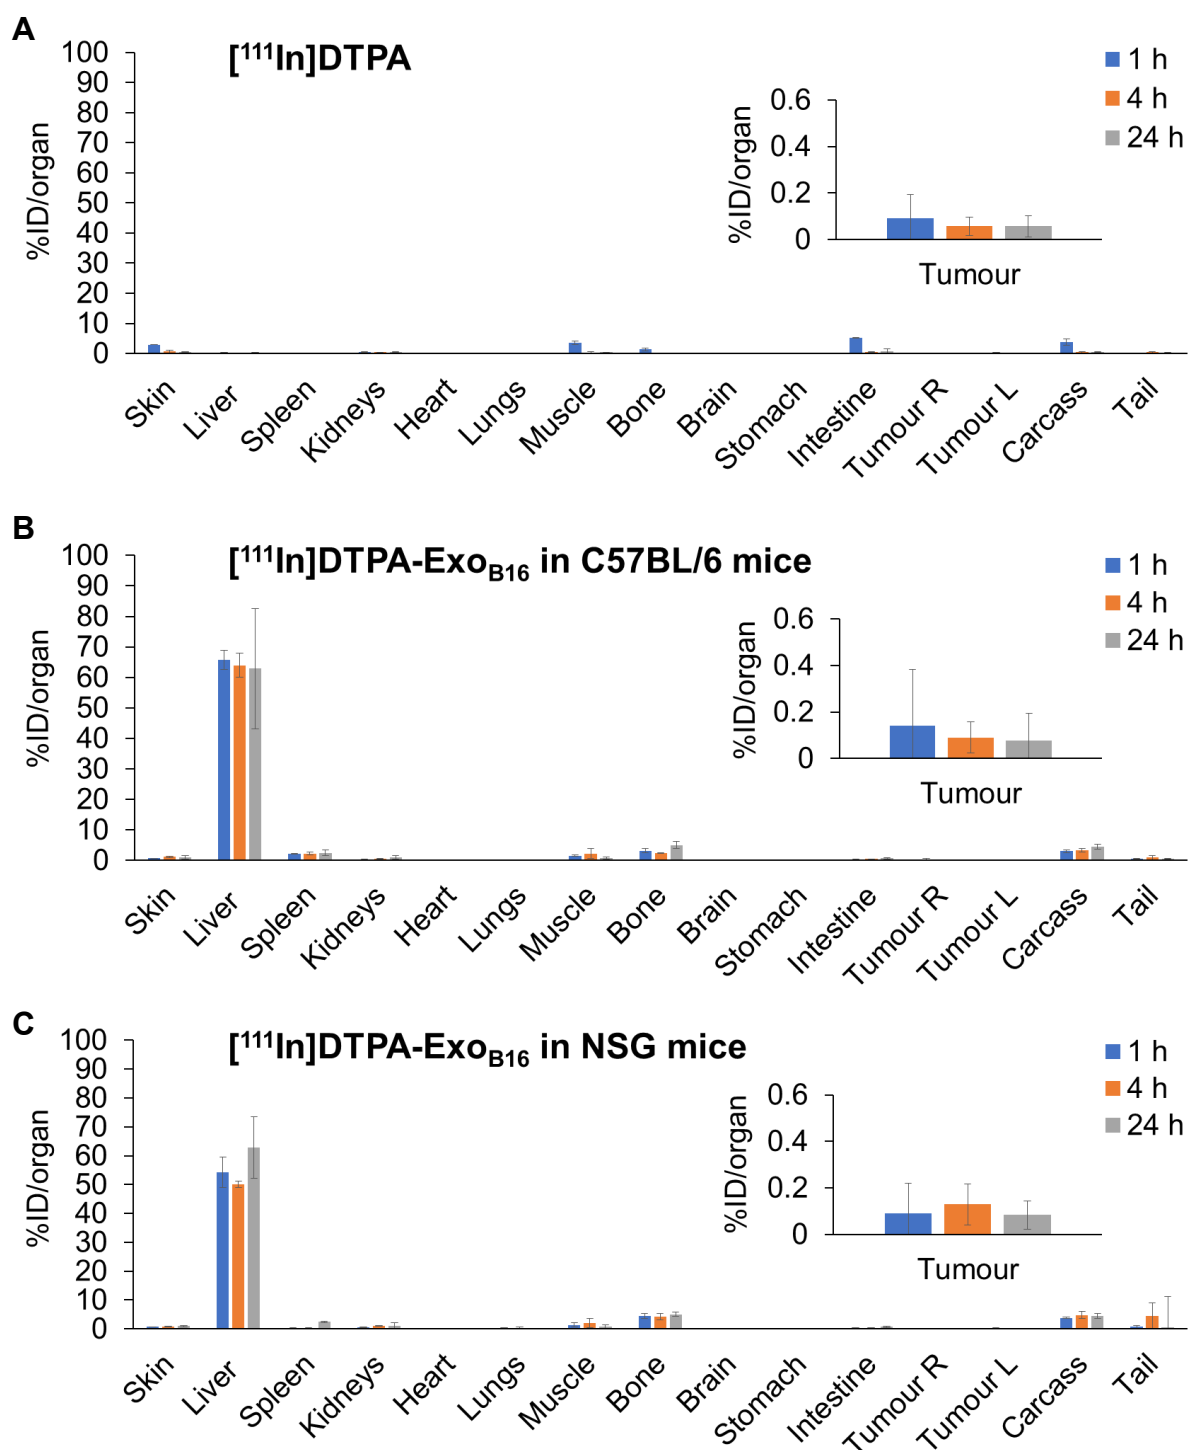 A
[¹¹¹In]DTPA
1 h
4 h
24 h
%ID/organ
100
90
80
70
60
50
40
30
20
10
0
%ID/organ
0.6
0.4
0.2
0
Tumour
Skin
Liver
Spleen
Kidneys
Heart
Lungs
Muscle
Bone
Brain
Stomach
Intestine
Tumour R
Tumour L
Carcass
Tail
B
[¹¹¹In]DTPA-Exo_B16 in C57BL/6 mice
1 h
4 h
24 h
%ID/organ
100
90
80
70
60
50
40
30
20
10
0
%ID/organ
0.6
0.4
0.2
0
Tumour
Skin
Liver
Spleen
Kidneys
Heart
Lungs
Muscle
Bone
Brain
Stomach
Intestine
Tumour R
Tumour L
Carcass
Tail
C
[¹¹¹In]DTPA-Exo_B16 in NSG mice
1 h
4 h
24 h
%ID/organ
100
90
80
70
60
50
40
30
20
10
0
%ID/organ
0.6
0.4
0.2
0
Tumour
Skin
Liver
Spleen
Kidneys
Heart
Lungs
Muscle
Bone
Brain
Stomach
Intestine
Tumour R
Tumour L
Carcass
Tail